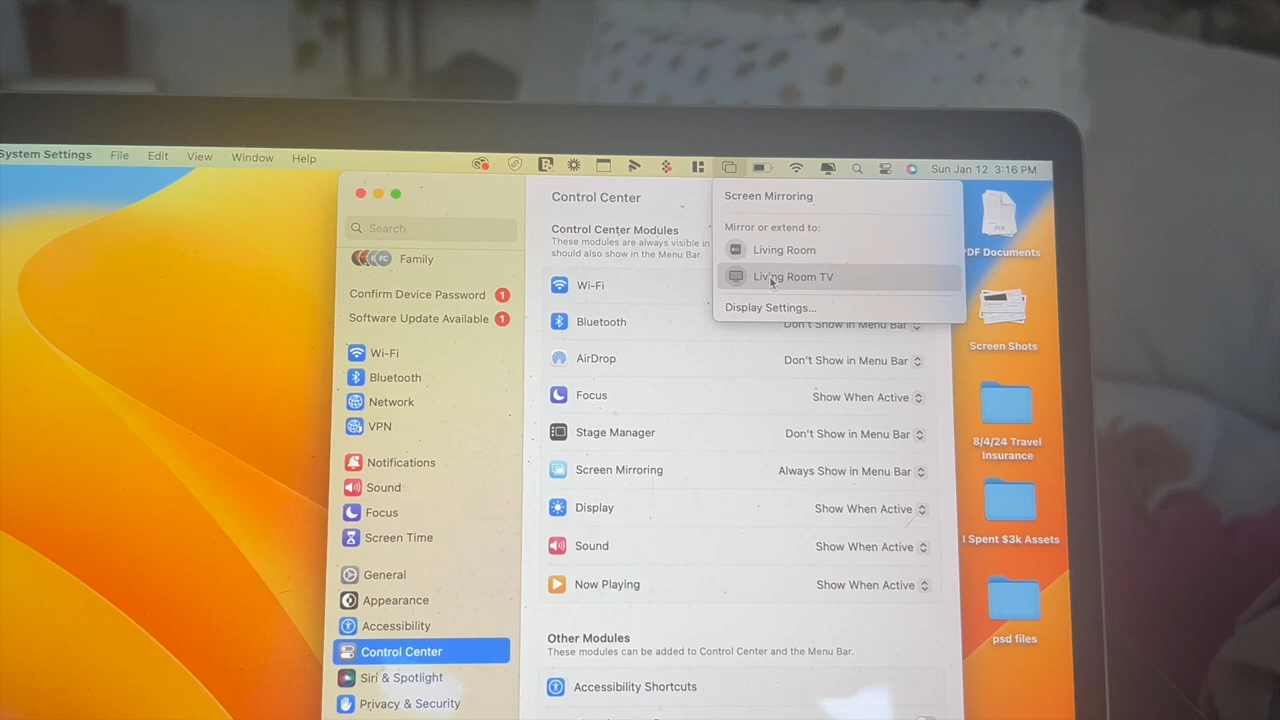 System Settings File Edit View Window Help Sun Jan 12 3:16 PM
Search
Family
Confirm Device Password 1
Software Update Available 1
Wi-Fi
Bluetooth
Network
VPN
Notifications
Sound
Focus
Screen Time
General
Appearance
Accessibility
Control Center
Siri & Spotlight
Privacy & Security
Control Center
Control Center Modules
These modules are always visible in
should also show in the Menu Bar.
Wi-Fi
Bluetooth Don't Show in Menu Bar
AirDrop Don't Show in Menu Bar
Focus Show When Active
Stage Manager Don't Show in Menu Bar
Screen Mirroring Always Show in Menu Bar
Display Show When Active
Sound Show When Active
Now Playing Show When Active
Other Modules
These modules can be added to Control Center and the Menu Bar.
Accessibility Shortcuts
Screen Mirroring
Mirror or extend to:
Living Room
Living Room TV
Display Settings...
PDF
PDF Documents
Screen Shots
8/4/24 Travel
Insurance
I Spent $3k Assets
psd files